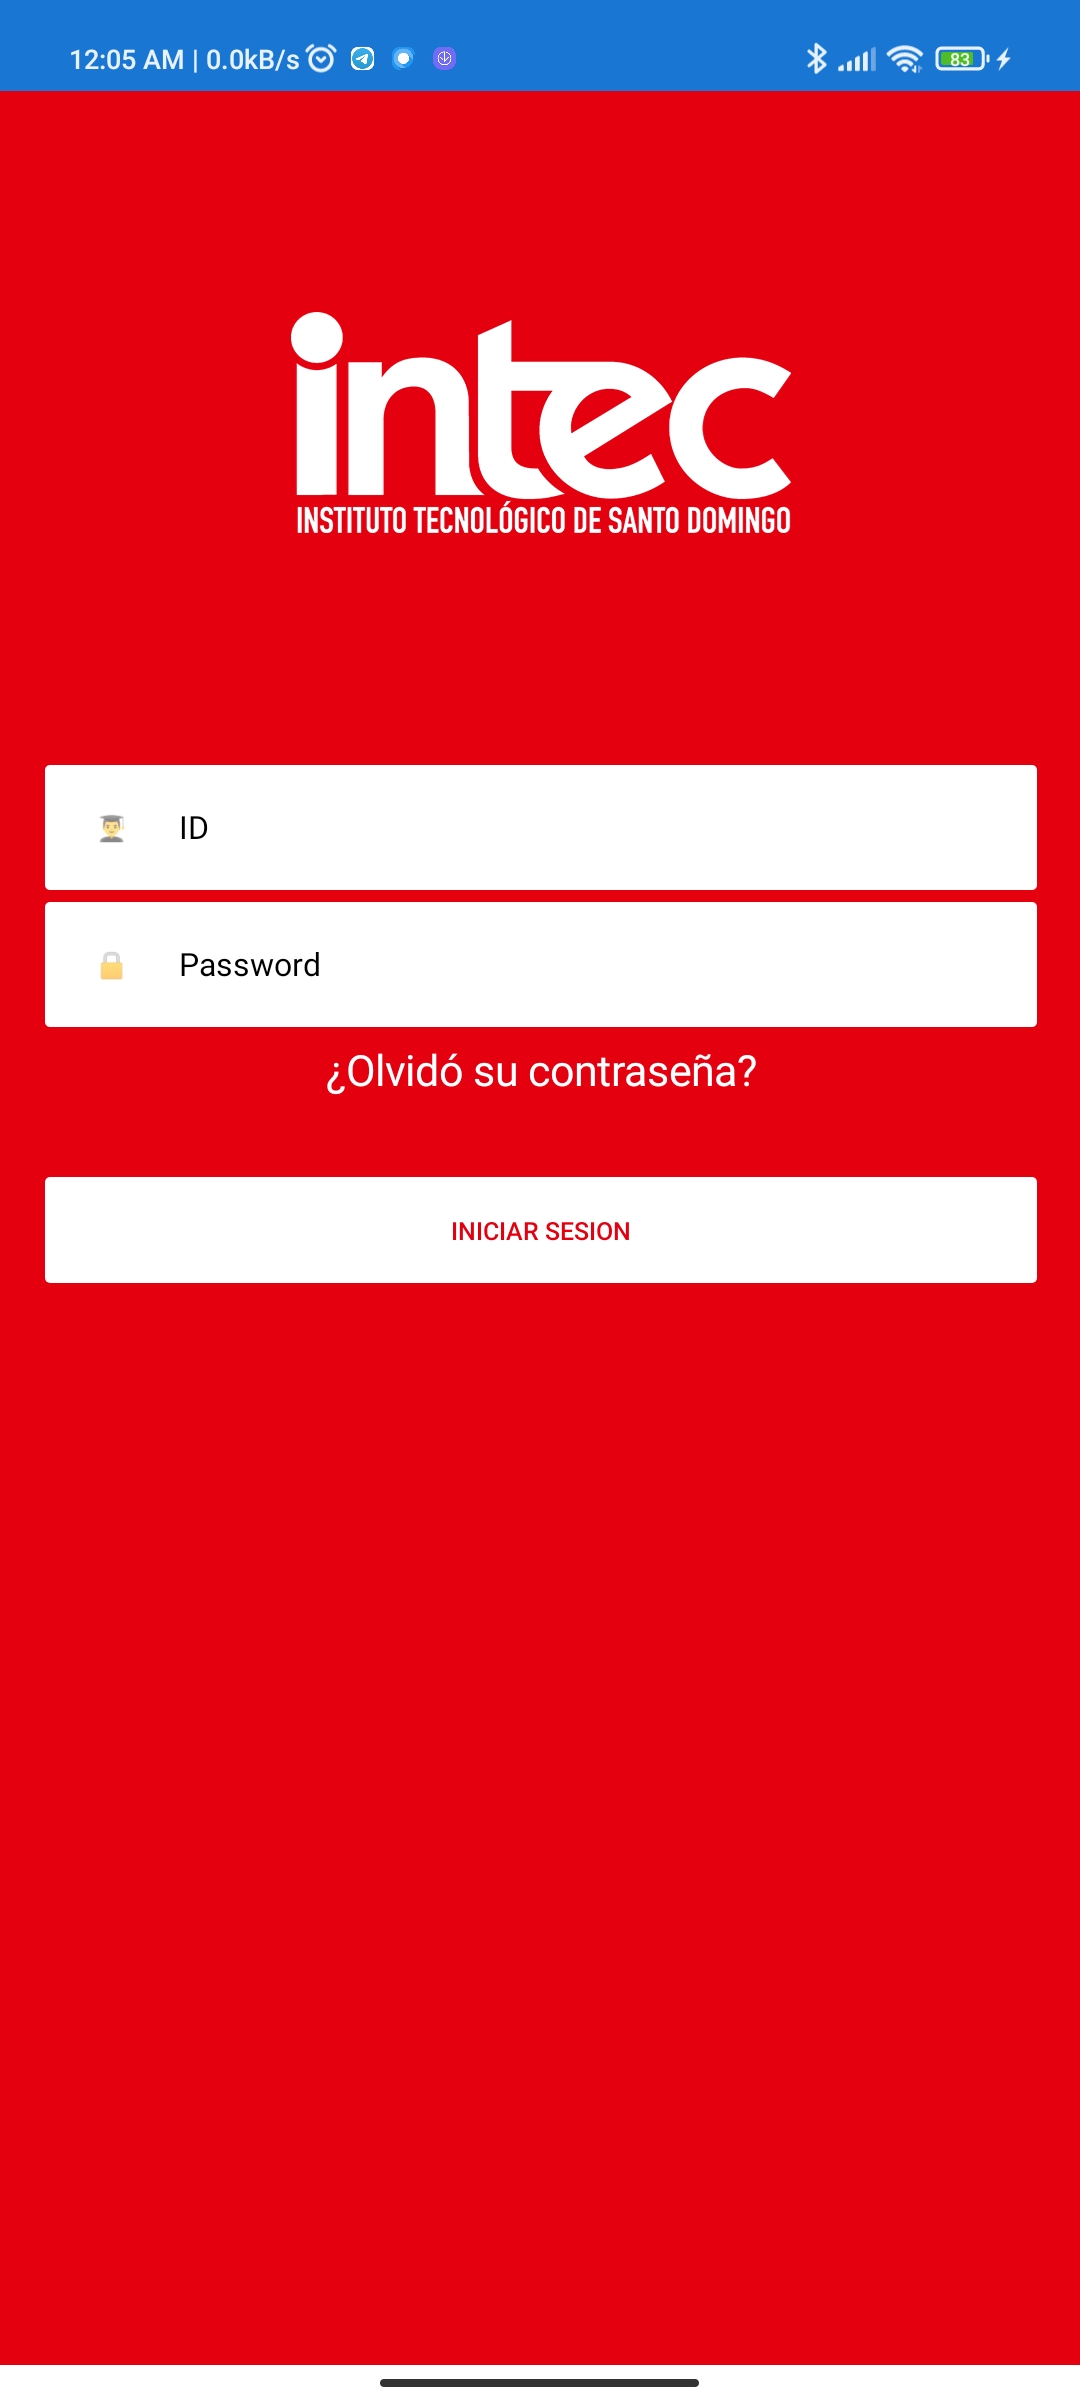 12:05 AM | 0.0kB/s
83
intec
INSTITUTO TECNOLÓGICO DE SANTO DOMINGO
ID
Password
¿Olvidó su contraseña?
INICIAR SESION